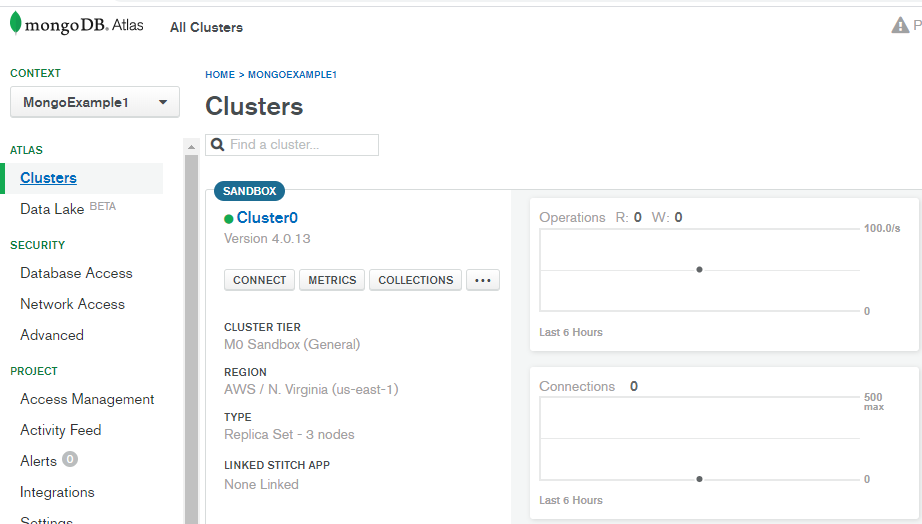 mongoDB. Atlas
All Clusters
P
CONTEXT
MongoExample1
ATLAS
Clusters
Data Lake BETA
SECURITY
Database Access
Network Access
Advanced
PROJECT
Access Management
Activity Feed
Alerts 0
Integrations
Settings
HOME > MONGOEXAMPLE1
Clusters
Find a cluster...
SANDBOX
Cluster0
Version 4.0.13
CONNECT METRICS COLLECTIONS ...
CLUSTER TIER
M0 Sandbox (General)
REGION
AWS / N. Virginia (us-east-1)
TYPE
Replica Set - 3 nodes
LINKED STITCH APP
None Linked
Operations R: 0 W: 0
100.0/s
0
Last 6 Hours
Connections 0
500
max
0
Last 6 Hours